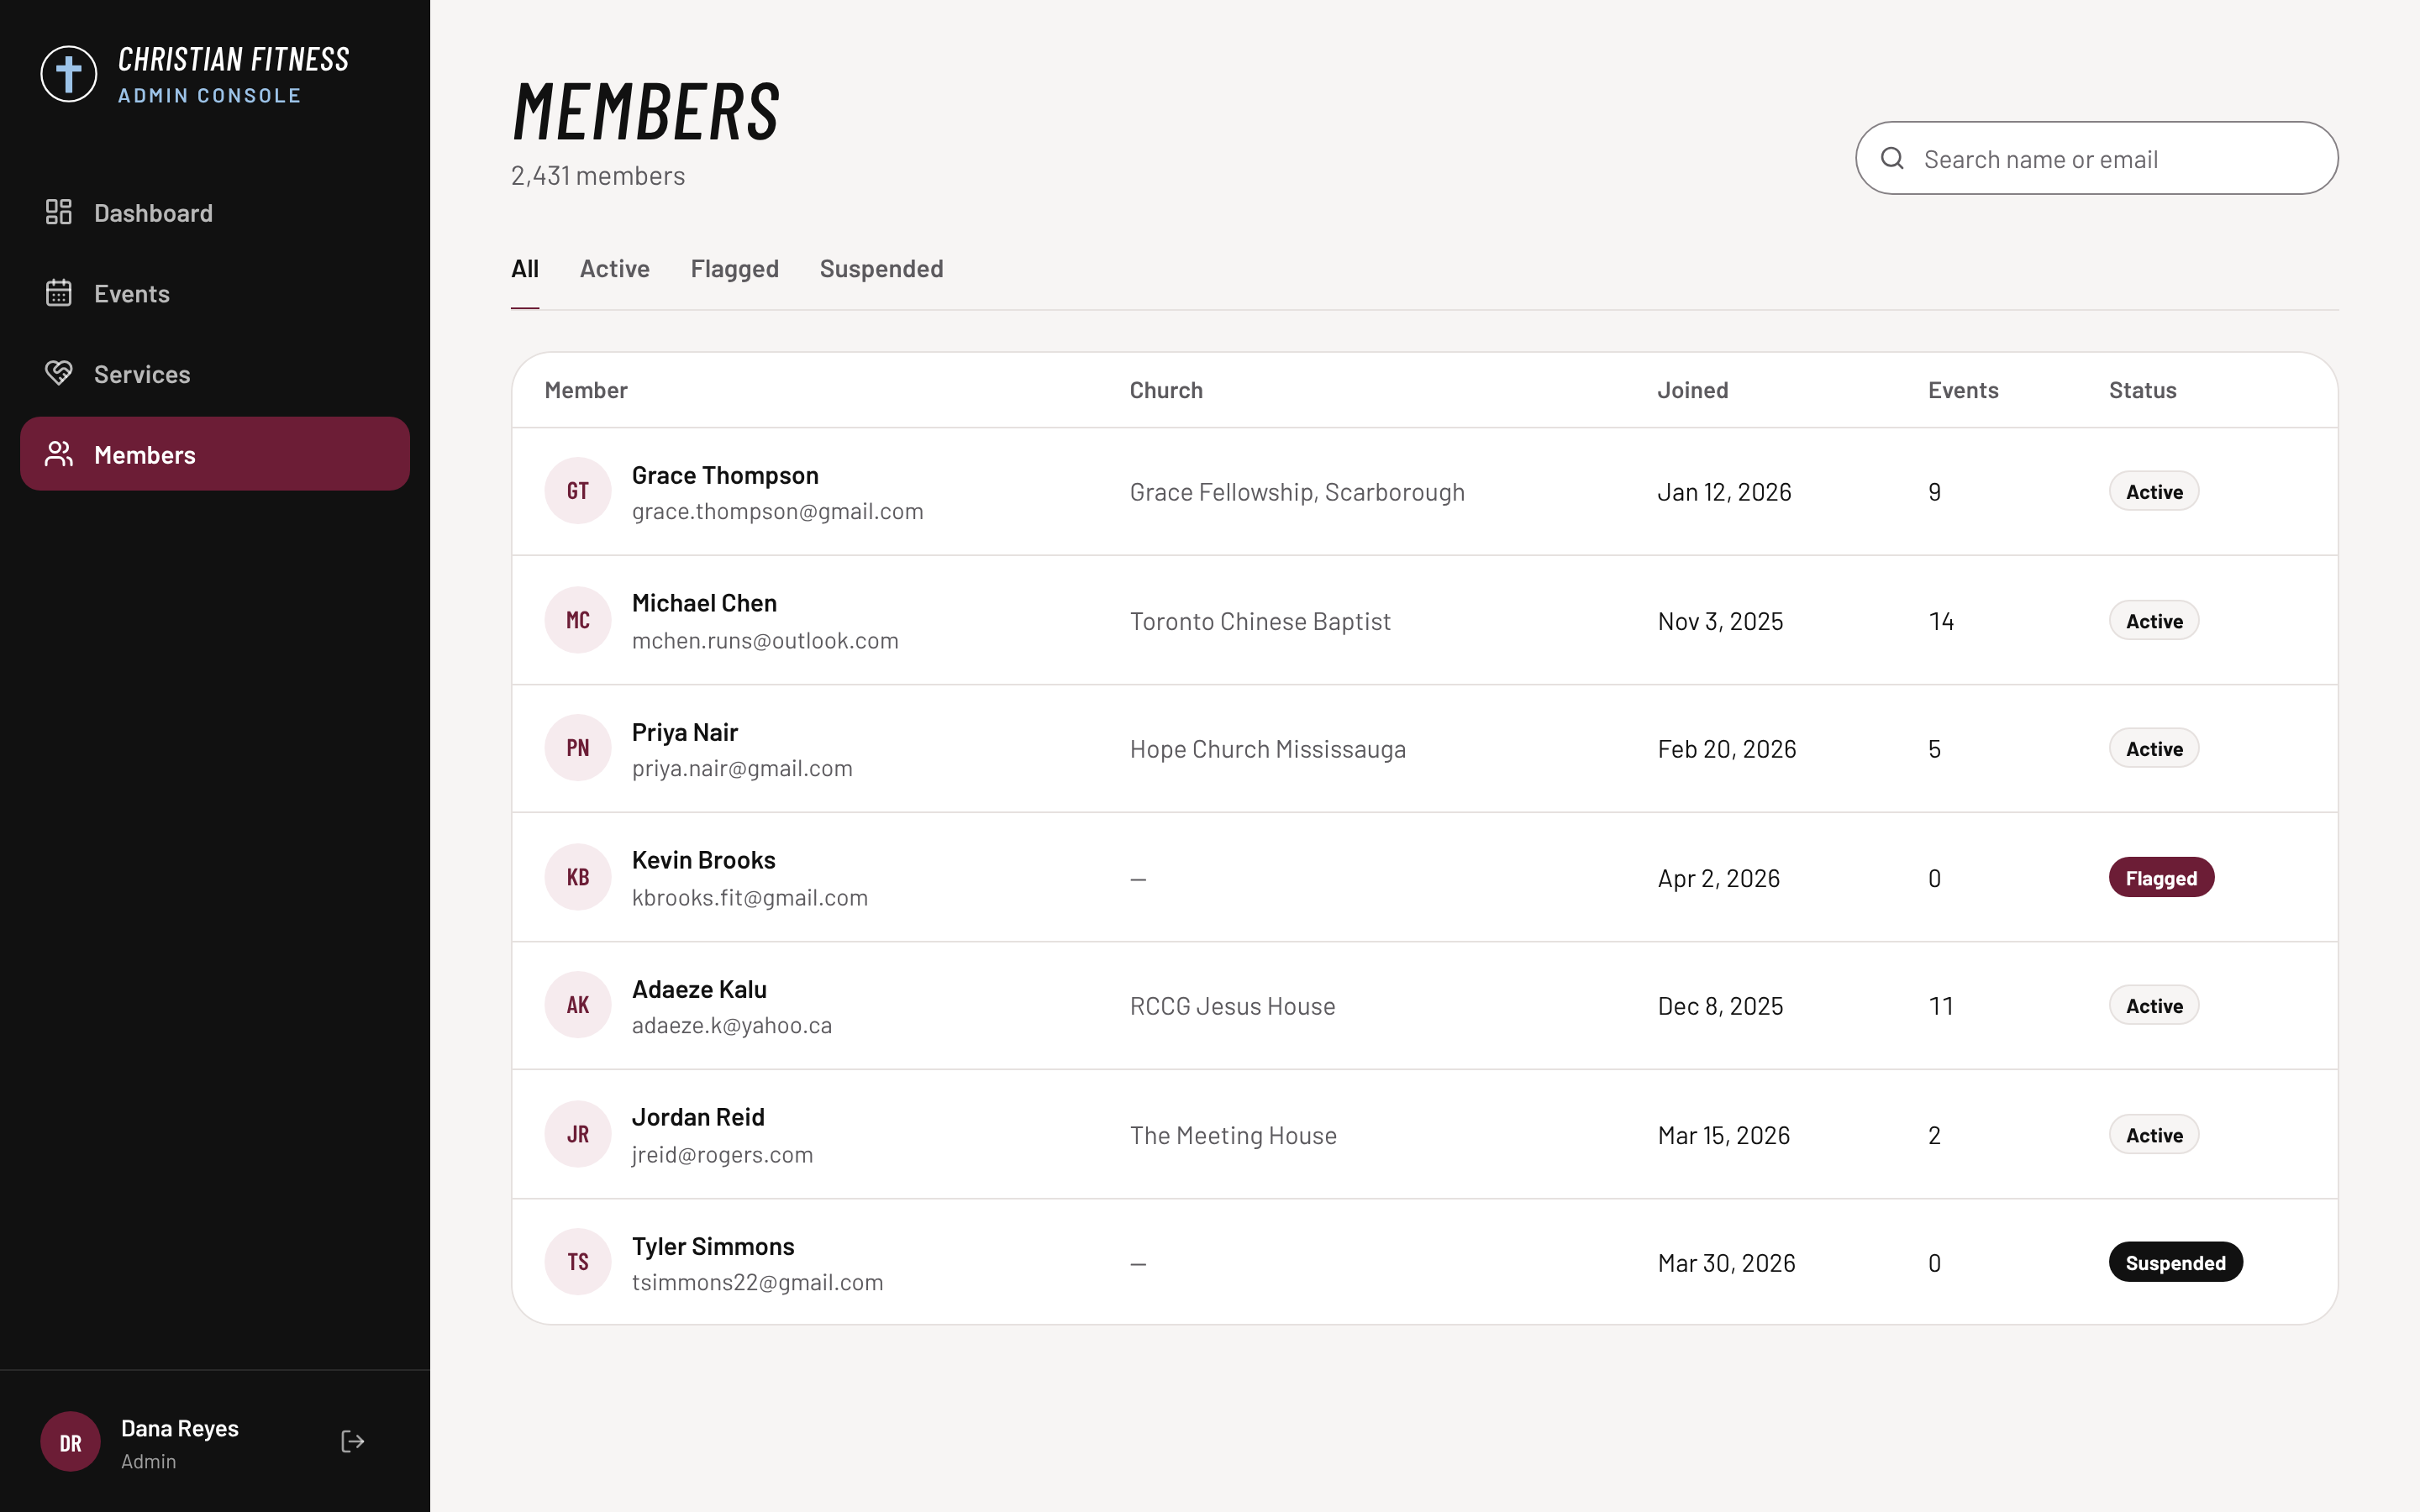 CHRISTIAN FITNESS
ADMIN CONSOLE
Dashboard
Events
Services
Members
DR
Dana Reyes
Admin
MEMBERS
2,431 members
Search name or email
All Active Flagged Suspended
Member Church Joined Events Status
GT Grace Thompson
grace.thompson@gmail.com
Grace Fellowship, Scarborough Jan 12, 2026 9 Active
MC Michael Chen
mchen.runs@outlook.com
Toronto Chinese Baptist Nov 3, 2025 14 Active
PN Priya Nair
priya.nair@gmail.com
Hope Church Mississauga Feb 20, 2026 5 Active
KB Kevin Brooks
kbrooks.fit@gmail.com
— Apr 2, 2026 0 Flagged
AK Adaeze Kalu
adaeze.k@yahoo.ca
RCCG Jesus House Dec 8, 2025 11 Active
JR Jordan Reid
jreid@rogers.com
The Meeting House Mar 15, 2026 2 Active
TS Tyler Simmons
tsimmons22@gmail.com
— Mar 30, 2026 0 Suspended